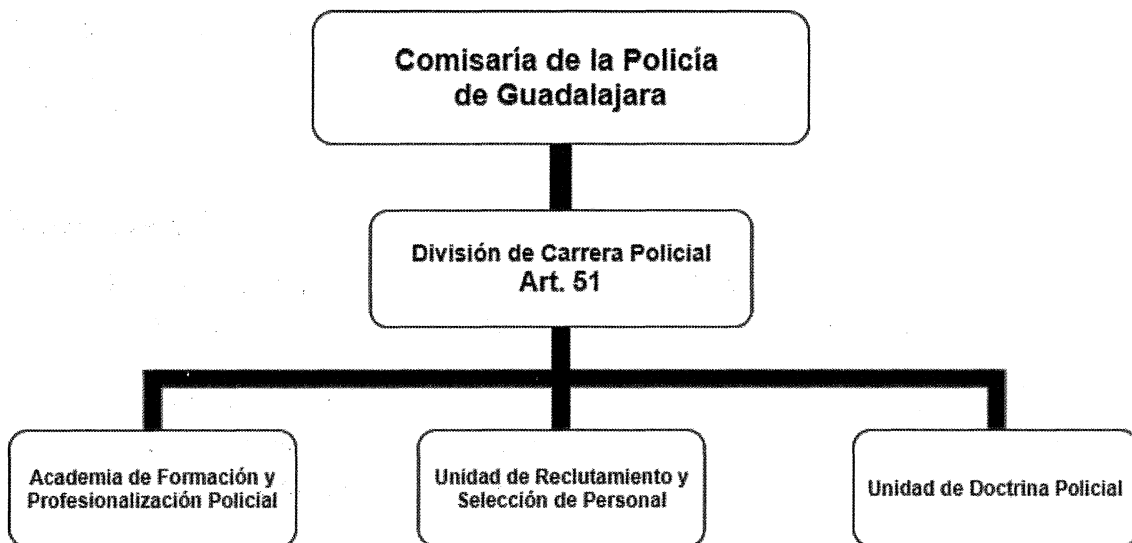 Comisaría de la Policía
de Guadalajara
División de Carrera Policial
Art. 51
Academia de Formación y
Profesionalización Policial
Unidad de Reclutamiento y
Selección de Personal
Unidad de Doctrina Policial